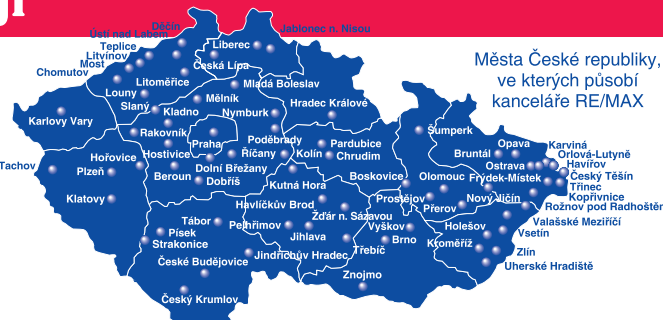 Děčín
Ústí nad Labem
Jablonec n. Nisou
Teplice
Liberec
Litvínov
Most
Česká Lípa
Chomutov
Litoměřice
Města České republiky,
ve kterých působí
kanceláře RE/MAX
Louny
Mladá Boleslav
Slaný
Mělník
Kladno
Nymburk
Hradec Králové
Karlovy Vary
Rakovník
Praha
Poděbrady
Pardubice
Šumperk
Hostivice
Říčany
Kolín
Chrudim
Opava
Karviná
Bruntál
Orlová-Lutyně
Tachov
Hořovice
Ostrava
Havířov
Plzeň
Beroun
Dolní Břežany
Boskovice
Olomouc
Frýdek-Místek
Český Těšín
Dobříš
Kutná Hora
Třinec
Klatovy
Havlíčkův Brod
Prostějov
Nový Jičín
Kopřivnice
Přerov
Rožnov pod Radhoštěm
Tábor
Pelhřimov
Žďár n. Sázavou
Vyškov
Holešov
Valašské Meziříčí
Písek
Jihlava
Vsetín
Strakonice
Třebíč
Brno
Kroměříž
Zlín
České Budějovice
Jindřichův Hradec
Uherské Hradiště
Znojmo
Český Krumlov